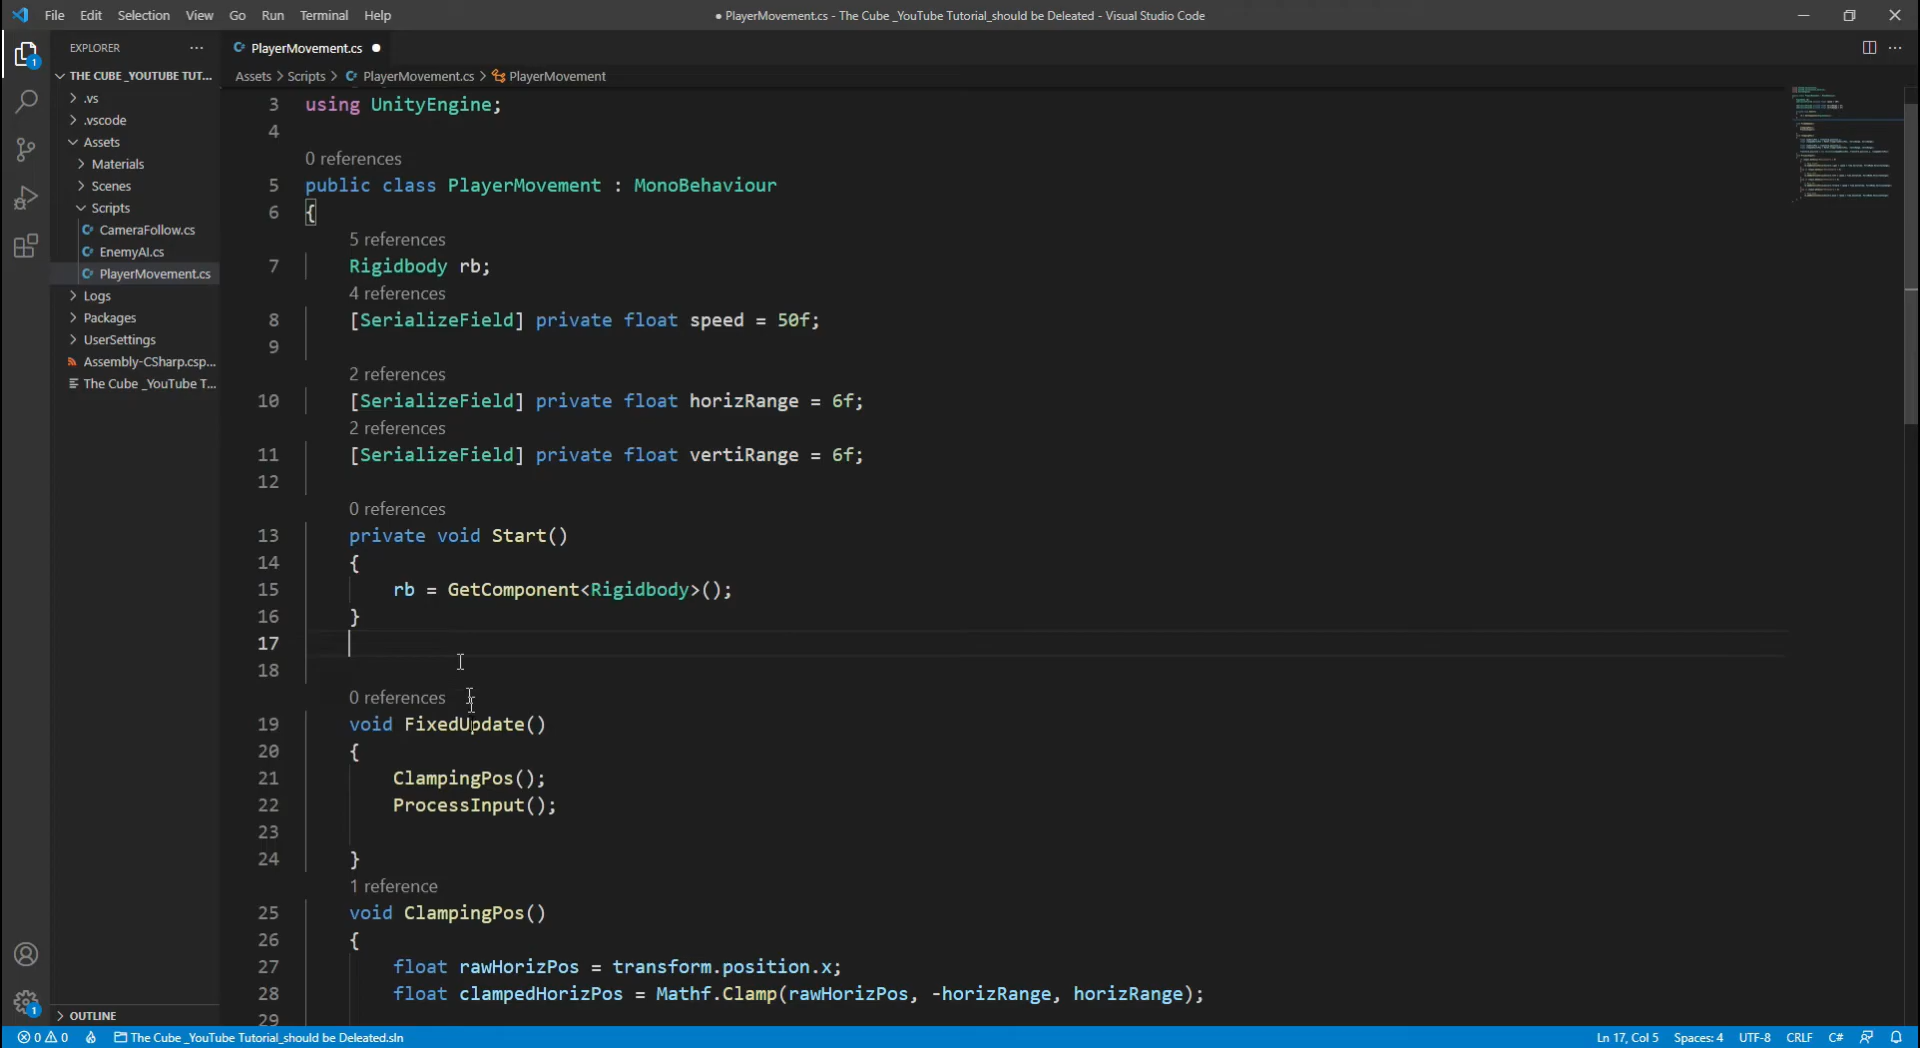 File Edit Selection View Go Run Terminal Help
● PlayerMovement.cs - The Cube _YouTube Tutorial_should be Deleated - Visual Studio Code
EXPLORER
THE CUBE _YOUTUBE TUT...
.vs
.vscode
Assets
Materials
Scenes
Scripts
CameraFollow.cs
EnemyAI.cs
PlayerMovement.cs
Logs
Packages
UserSettings
Assembly-CSharp.csp...
The Cube _YouTube T...
OUTLINE
1
1
PlayerMovement.cs ●
Assets > Scripts > PlayerMovement.cs > PlayerMovement
3 using UnityEngine;
4
0 references
5 public class PlayerMovement : MonoBehaviour
6 {
5 references
7 Rigidbody rb;
4 references
8 [SerializeField] private float speed = 50f;
9
2 references
10 [SerializeField] private float horizRange = 6f;
2 references
11 [SerializeField] private float vertiRange = 6f;
12
0 references
13 private void Start()
14 {
15 rb = GetComponent<Rigidbody>();
16 }
17
18
0 references
19 void FixedUpdate()
20 {
21 ClampingPos();
22 ProcessInput();
23
24 }
1 reference
25 void ClampingPos()
26 {
27 float rawHorizPos = transform.position.x;
28 float clampedHorizPos = Mathf.Clamp(rawHorizPos, -horizRange, horizRange);
29
0 0 The Cube _YouTube Tutorial_should be Deleated.sln
Ln 17, Col 5 Spaces: 4 UTF-8 CRLF C#